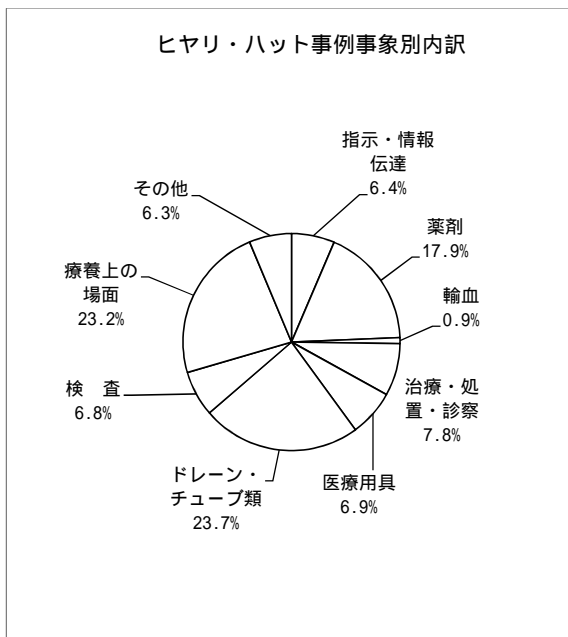 ヒヤリ・ハット事例事象別内訳
指示・情報
伝達
6.4%
薬剤
17.9%
輸血
0.9%
治療・処
置・診察
7.8%
医療用具
6.9%
ドレーン・
チューブ類
23.7%
検　査
6.8%
療養上の
場面
23.2%
その他
6.3%